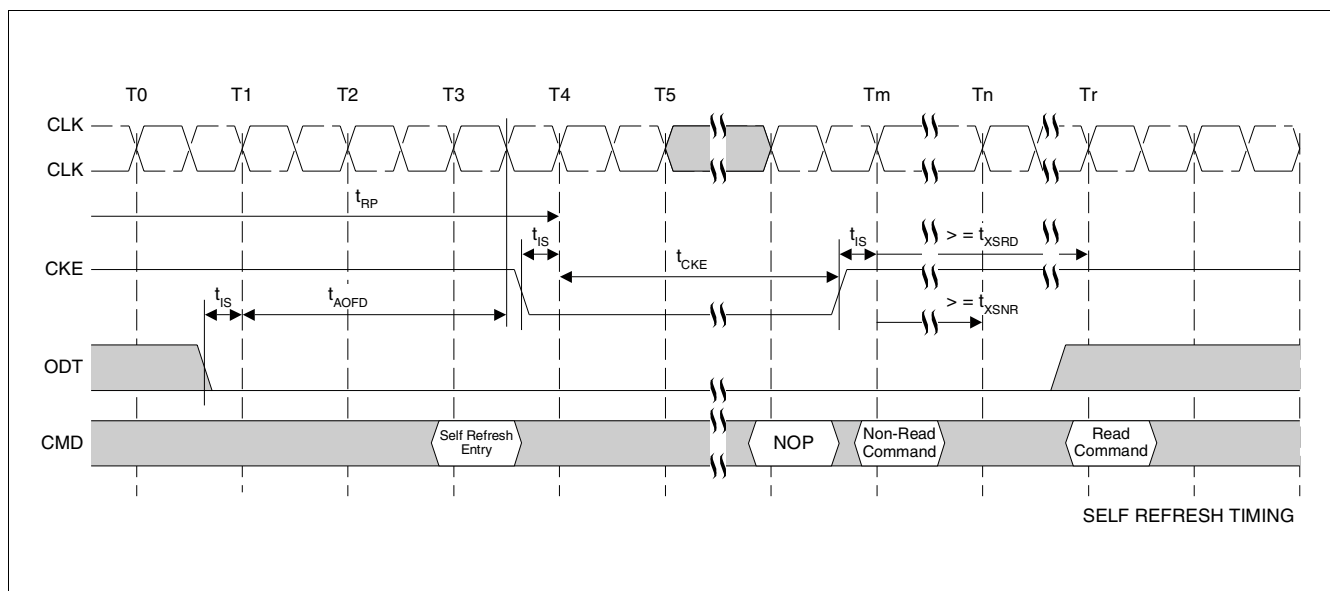 T0 T1 T2 T3 T4 T5 Tm Tn Tr
CLK
CLK
tRP
tIS tIS > = tXSRD
CKE tCKE
tIS tAOFD > = tXSNR
ODT
CMD Self Refresh Entry NOP Non-Read Command Read Command
SELF REFRESH TIMING